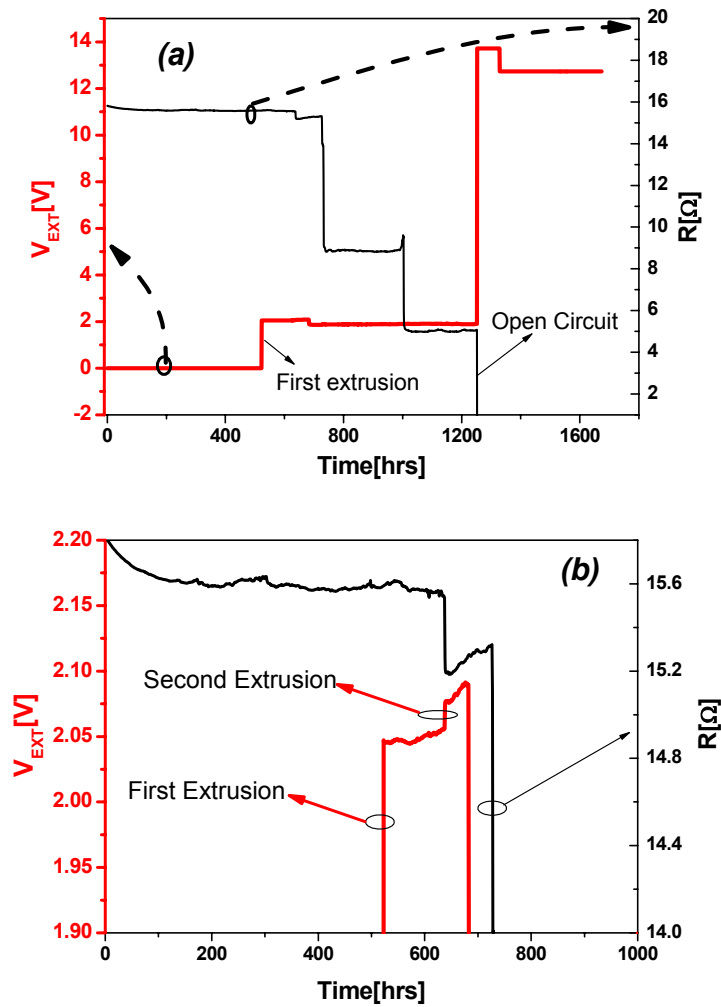 (a)
14
12
10
8
6
4
2
0
-2
V_EXT[V]
20
18
16
14
12
10
8
6
4
2
R[Ω]
Open Circuit
First extrusion
0 400 800 1200 1600
Time[hrs]
(b)
2.20
2.15
2.10
2.05
2.00
1.95
1.90
V_EXT[V]
15.6
15.2
14.8
14.4
14.0
R[Ω]
Second Extrusion
First Extrusion
0 200 400 600 800 1000
Time[hrs]